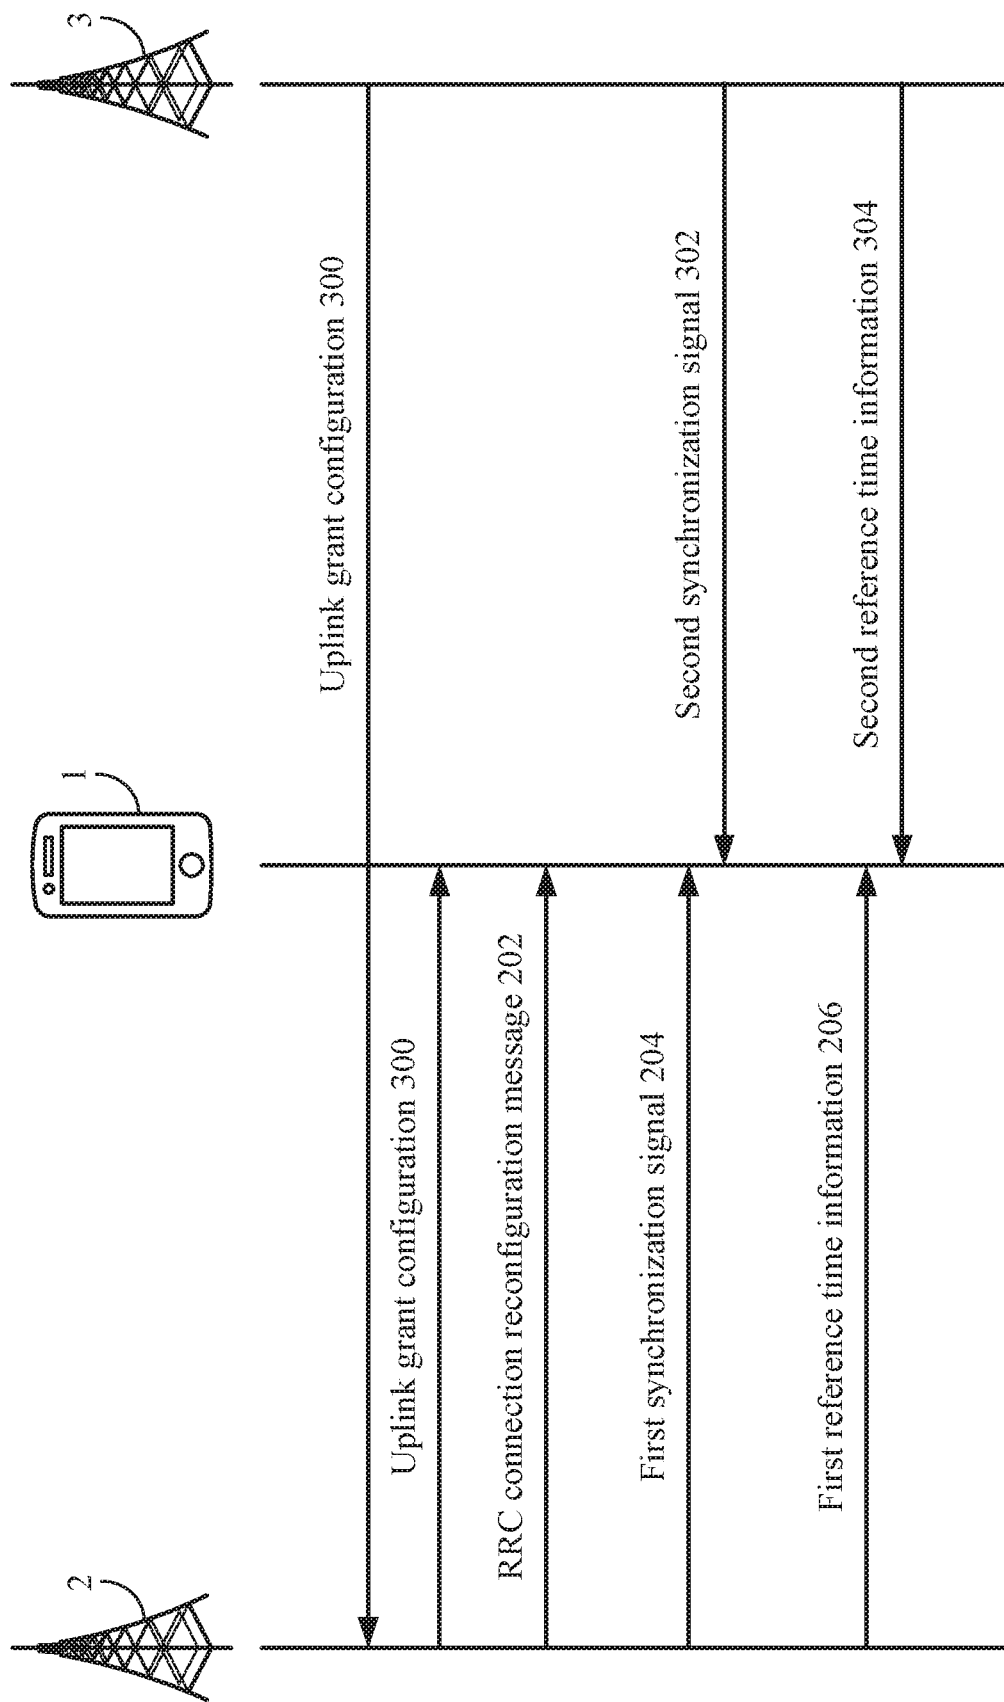 2
1
3
Uplink grant configuration 300
Uplink grant configuration 300
RRC connection reconfiguration message 202
First synchronization signal 204
Second synchronization signal 302
First reference time information 206
Second reference time information 304